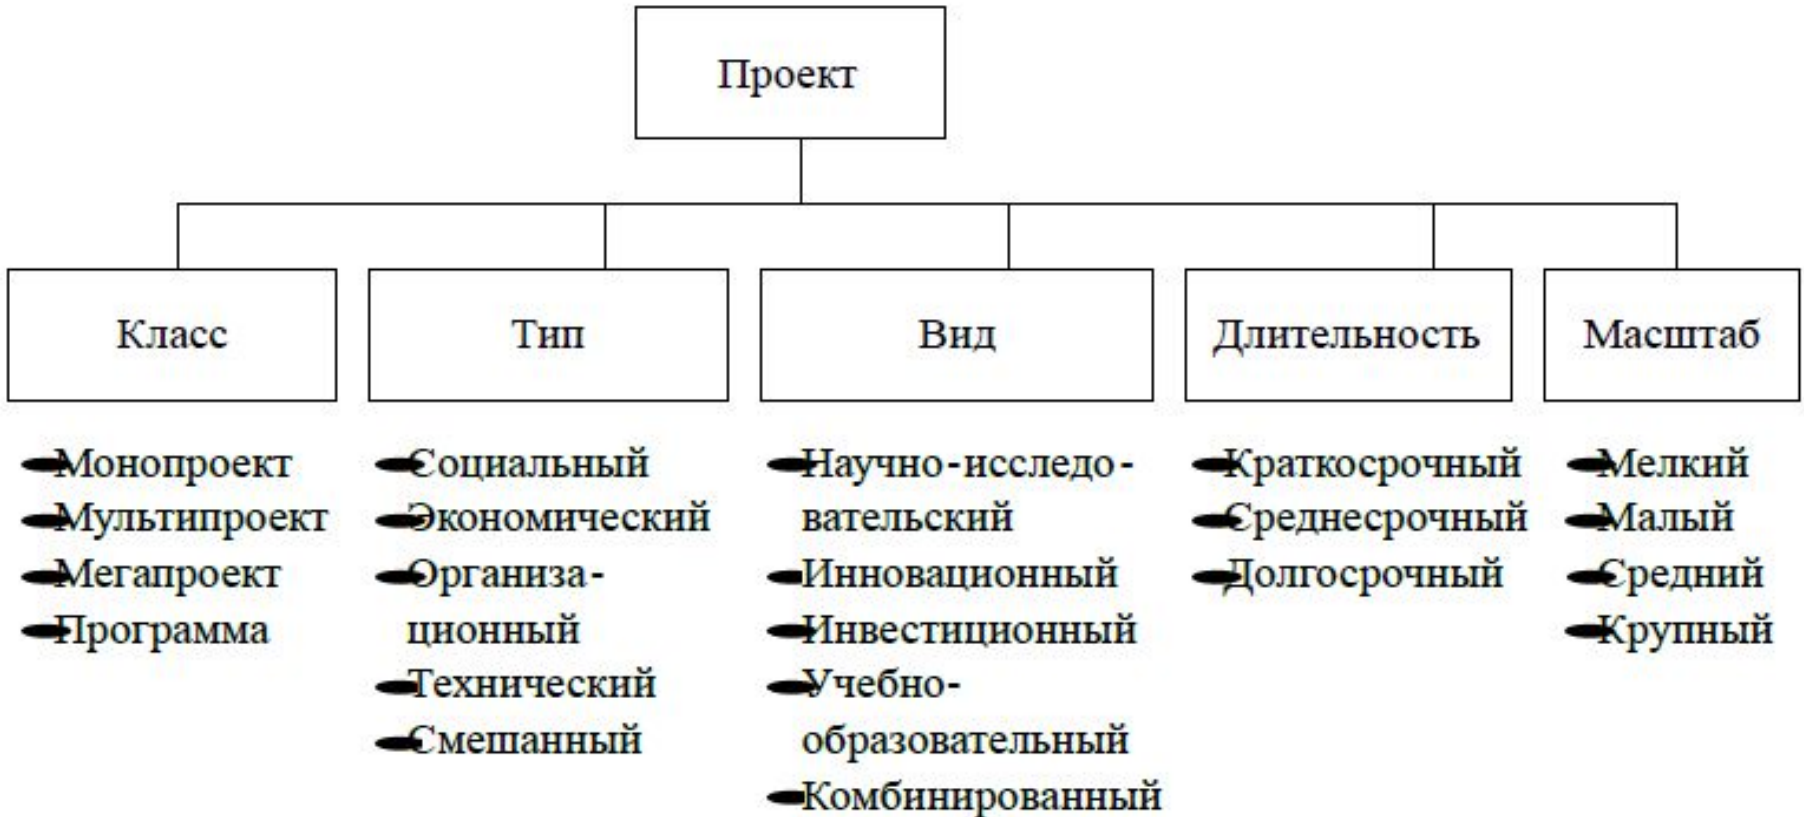 Проект
Класс
Тип
Вид
Длительность
Масштаб
Монопроект
Мультипроект
Мегапроект
Программа
Социальный
Экономический
Организа-
ционный
Технический
Смешанный
Научно-исследо-
вательский
Инновационный
Инвестиционный
Учебно-
образовательный
Комбинированный
Краткосрочный
Среднесрочный
Долгосрочный
Мелкий
Малый
Средний
Крупный